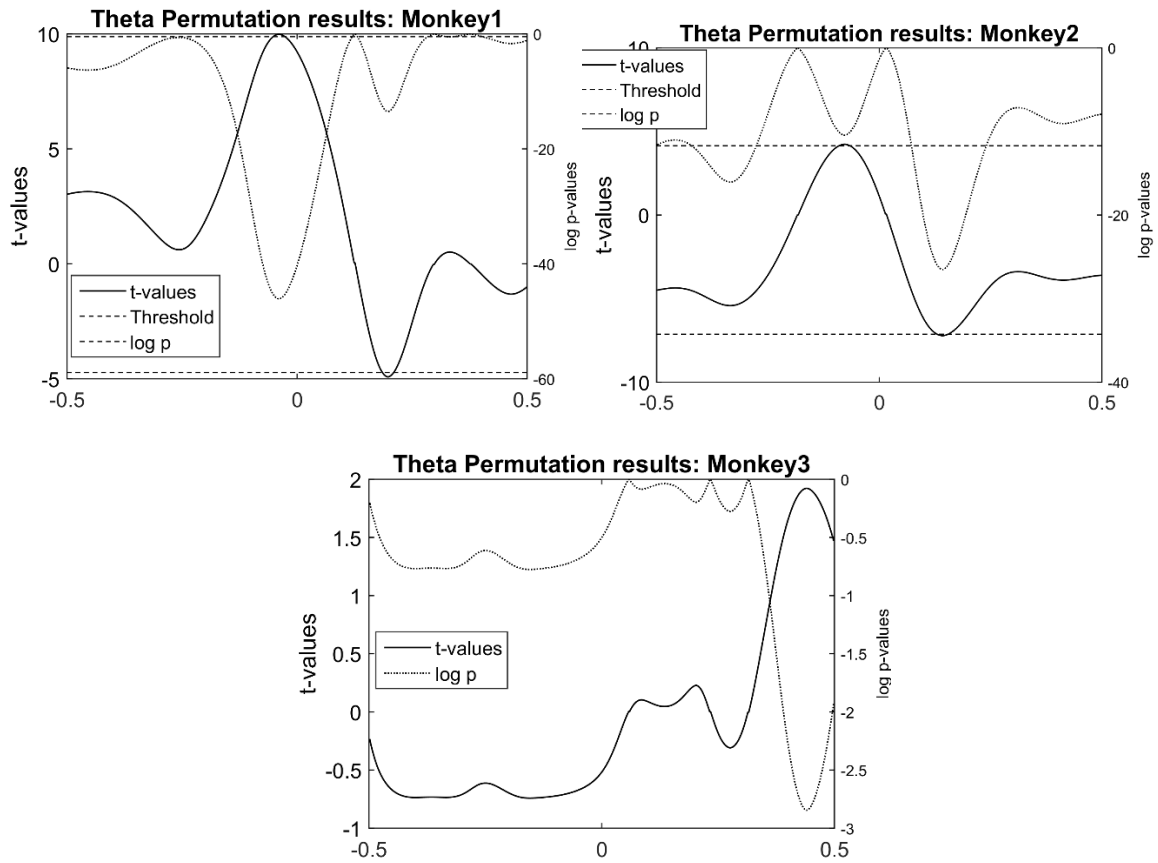 Theta Permutation results: Monkey1
10
5
0
-5
t-values
t-values
Threshold
log p
0
-20
-40
-60
log p-values
-0.5
0
0.5
Theta Permutation results: Monkey2
10
0
-10
t-values
t-values
Threshold
log p
0
-20
-40
log p-values
-0.5
0
0.5
Theta Permutation results: Monkey3
2
1.5
1
0.5
0
-0.5
-1
t-values
t-values
log p
0
-0.5
-1
-1.5
-2
-2.5
-3
log p-values
-0.5
0
0.5